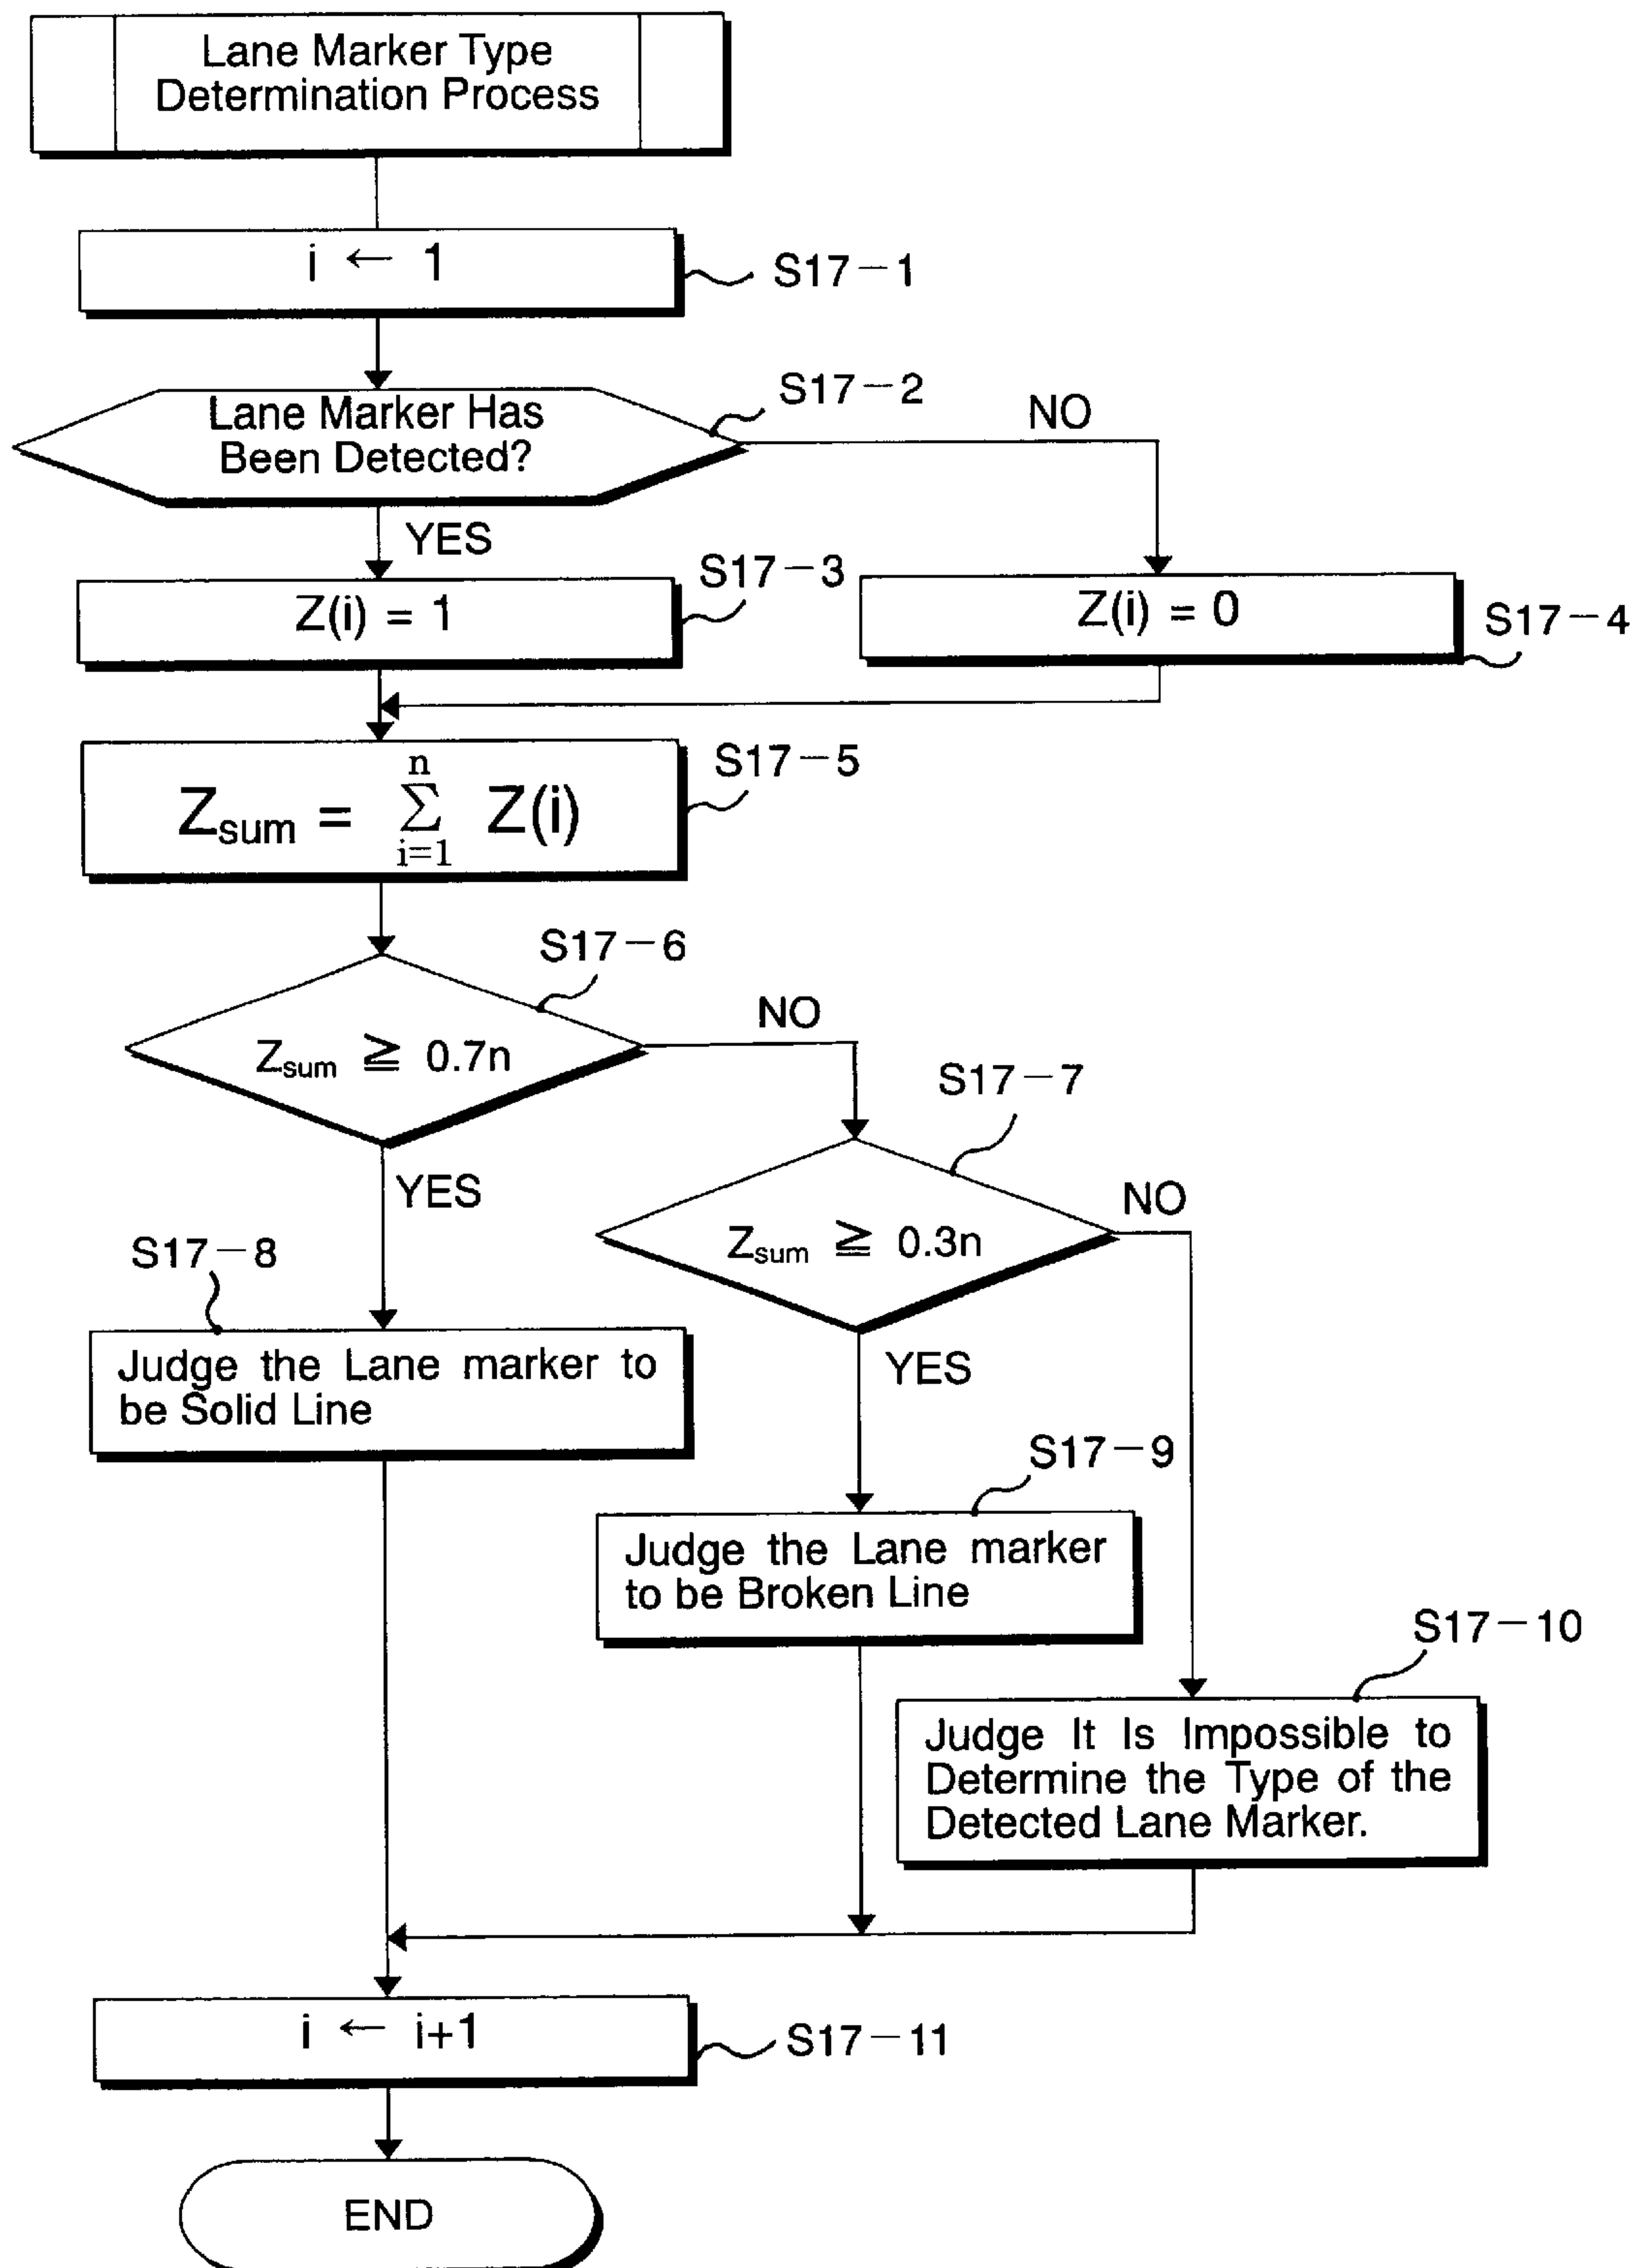 Lane Marker Type
Determination Process
i ← 1
S17-1
Lane Marker Has
Been Detected?
S17-2
NO
YES
Z(i) = 1
S17-3
Z(i) = 0
S17-4
Zsum = n∑i=1 Z(i)
S17-5
S17-6
Zsum ≧ 0.7n
NO
YES
S17-7
Zsum ≧ 0.3n
NO
YES
S17-8
Judge the Lane marker to
be Solid Line
S17-9
Judge the Lane marker
to be Broken Line
S17-10
Judge It Is Impossible to
Determine the Type of the
Detected Lane Marker.
i ← i+1
S17-11
END